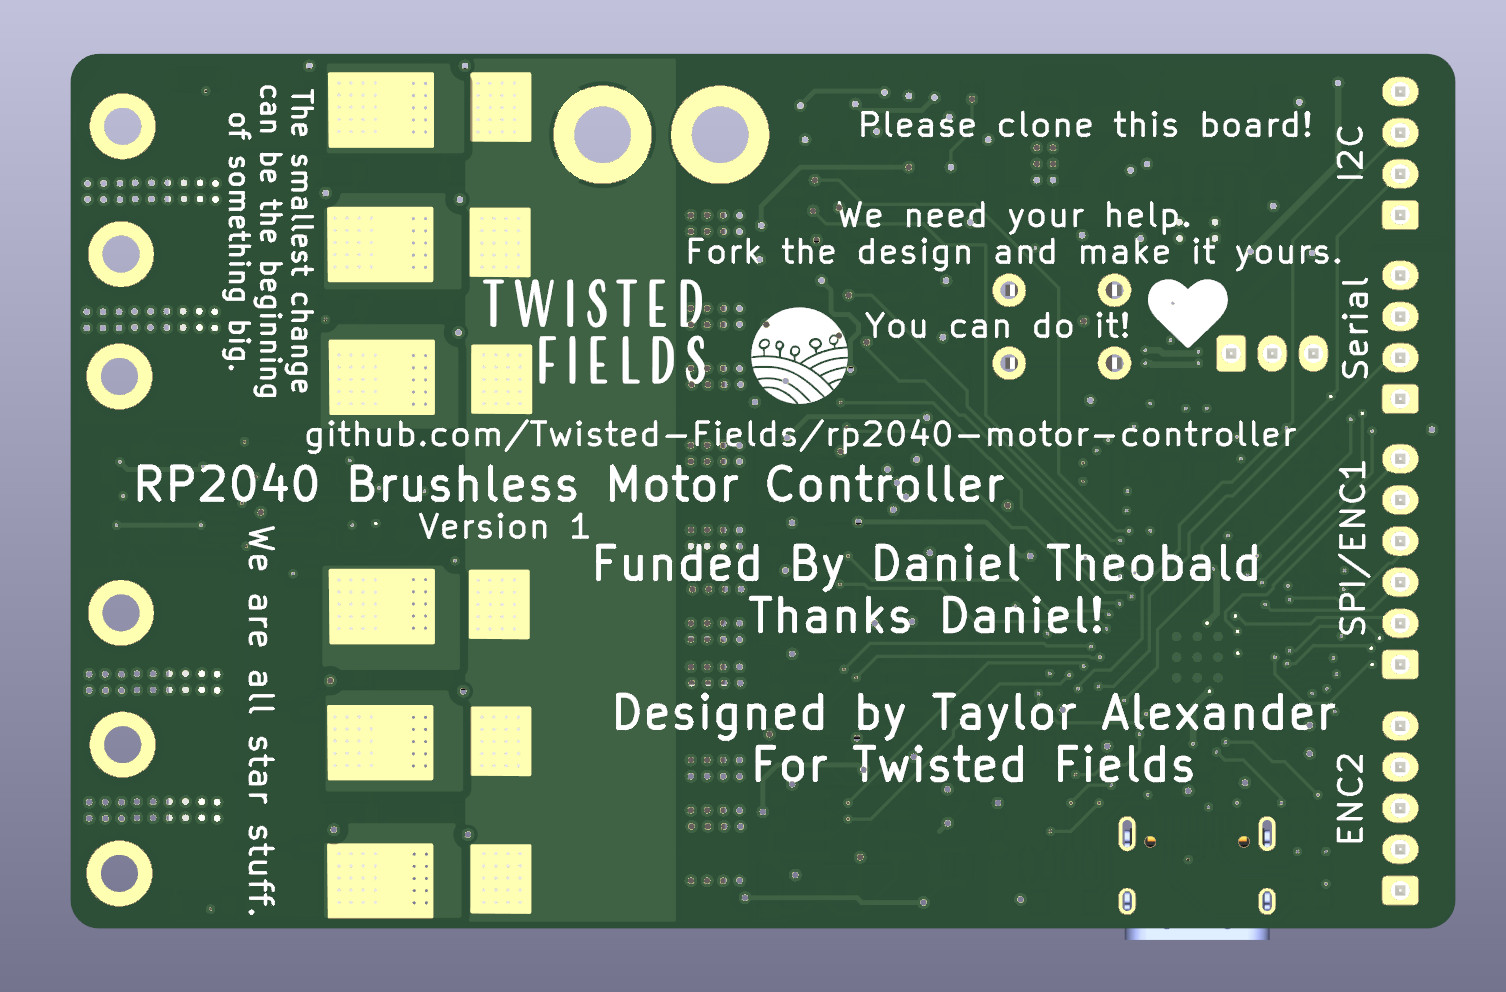 The smallest change
can be the beginning
of something big.
Please clone this board!
We need your help.
Fork the design and make it yours.
You can do it!
TWISTED
FIELDS
github.com/Twisted-Fields/rp2040-motor-controller
RP2040 Brushless Motor Controller
Version 1
Funded By Daniel Theobald
Thanks Daniel!
Designed by Taylor Alexander
For Twisted Fields
We are all star stuff.
I2C
Serial
SPI/ENC1
ENC2